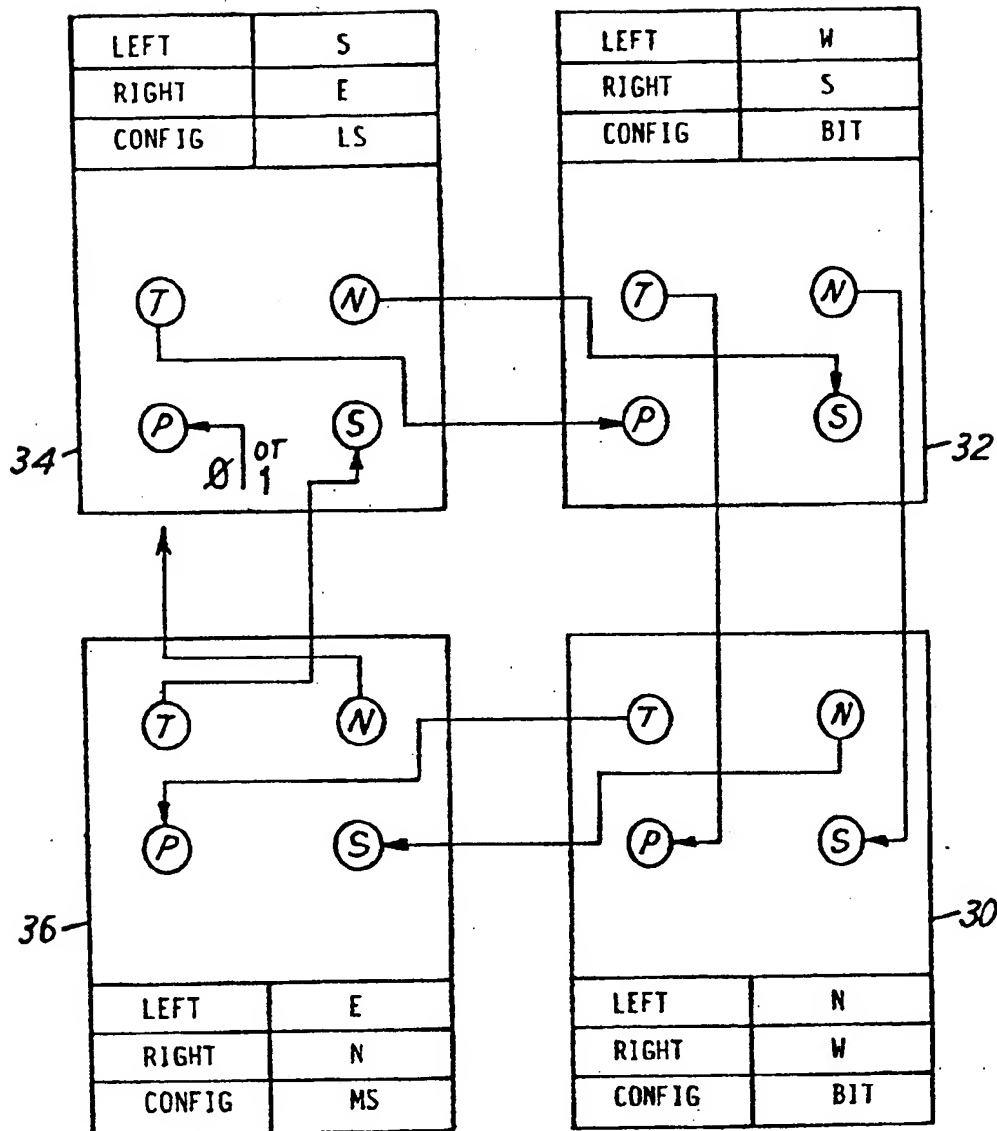 LEFT S
RIGHT E
CONFIG LS
LEFT W
RIGHT S
CONFIG BIT
T N
T N
P S
P S
Ø or 1
34
32
T N
T N
P S
P S
36
30
LEFT E
RIGHT N
CONFIG MS
LEFT N
RIGHT W
CONFIG BIT